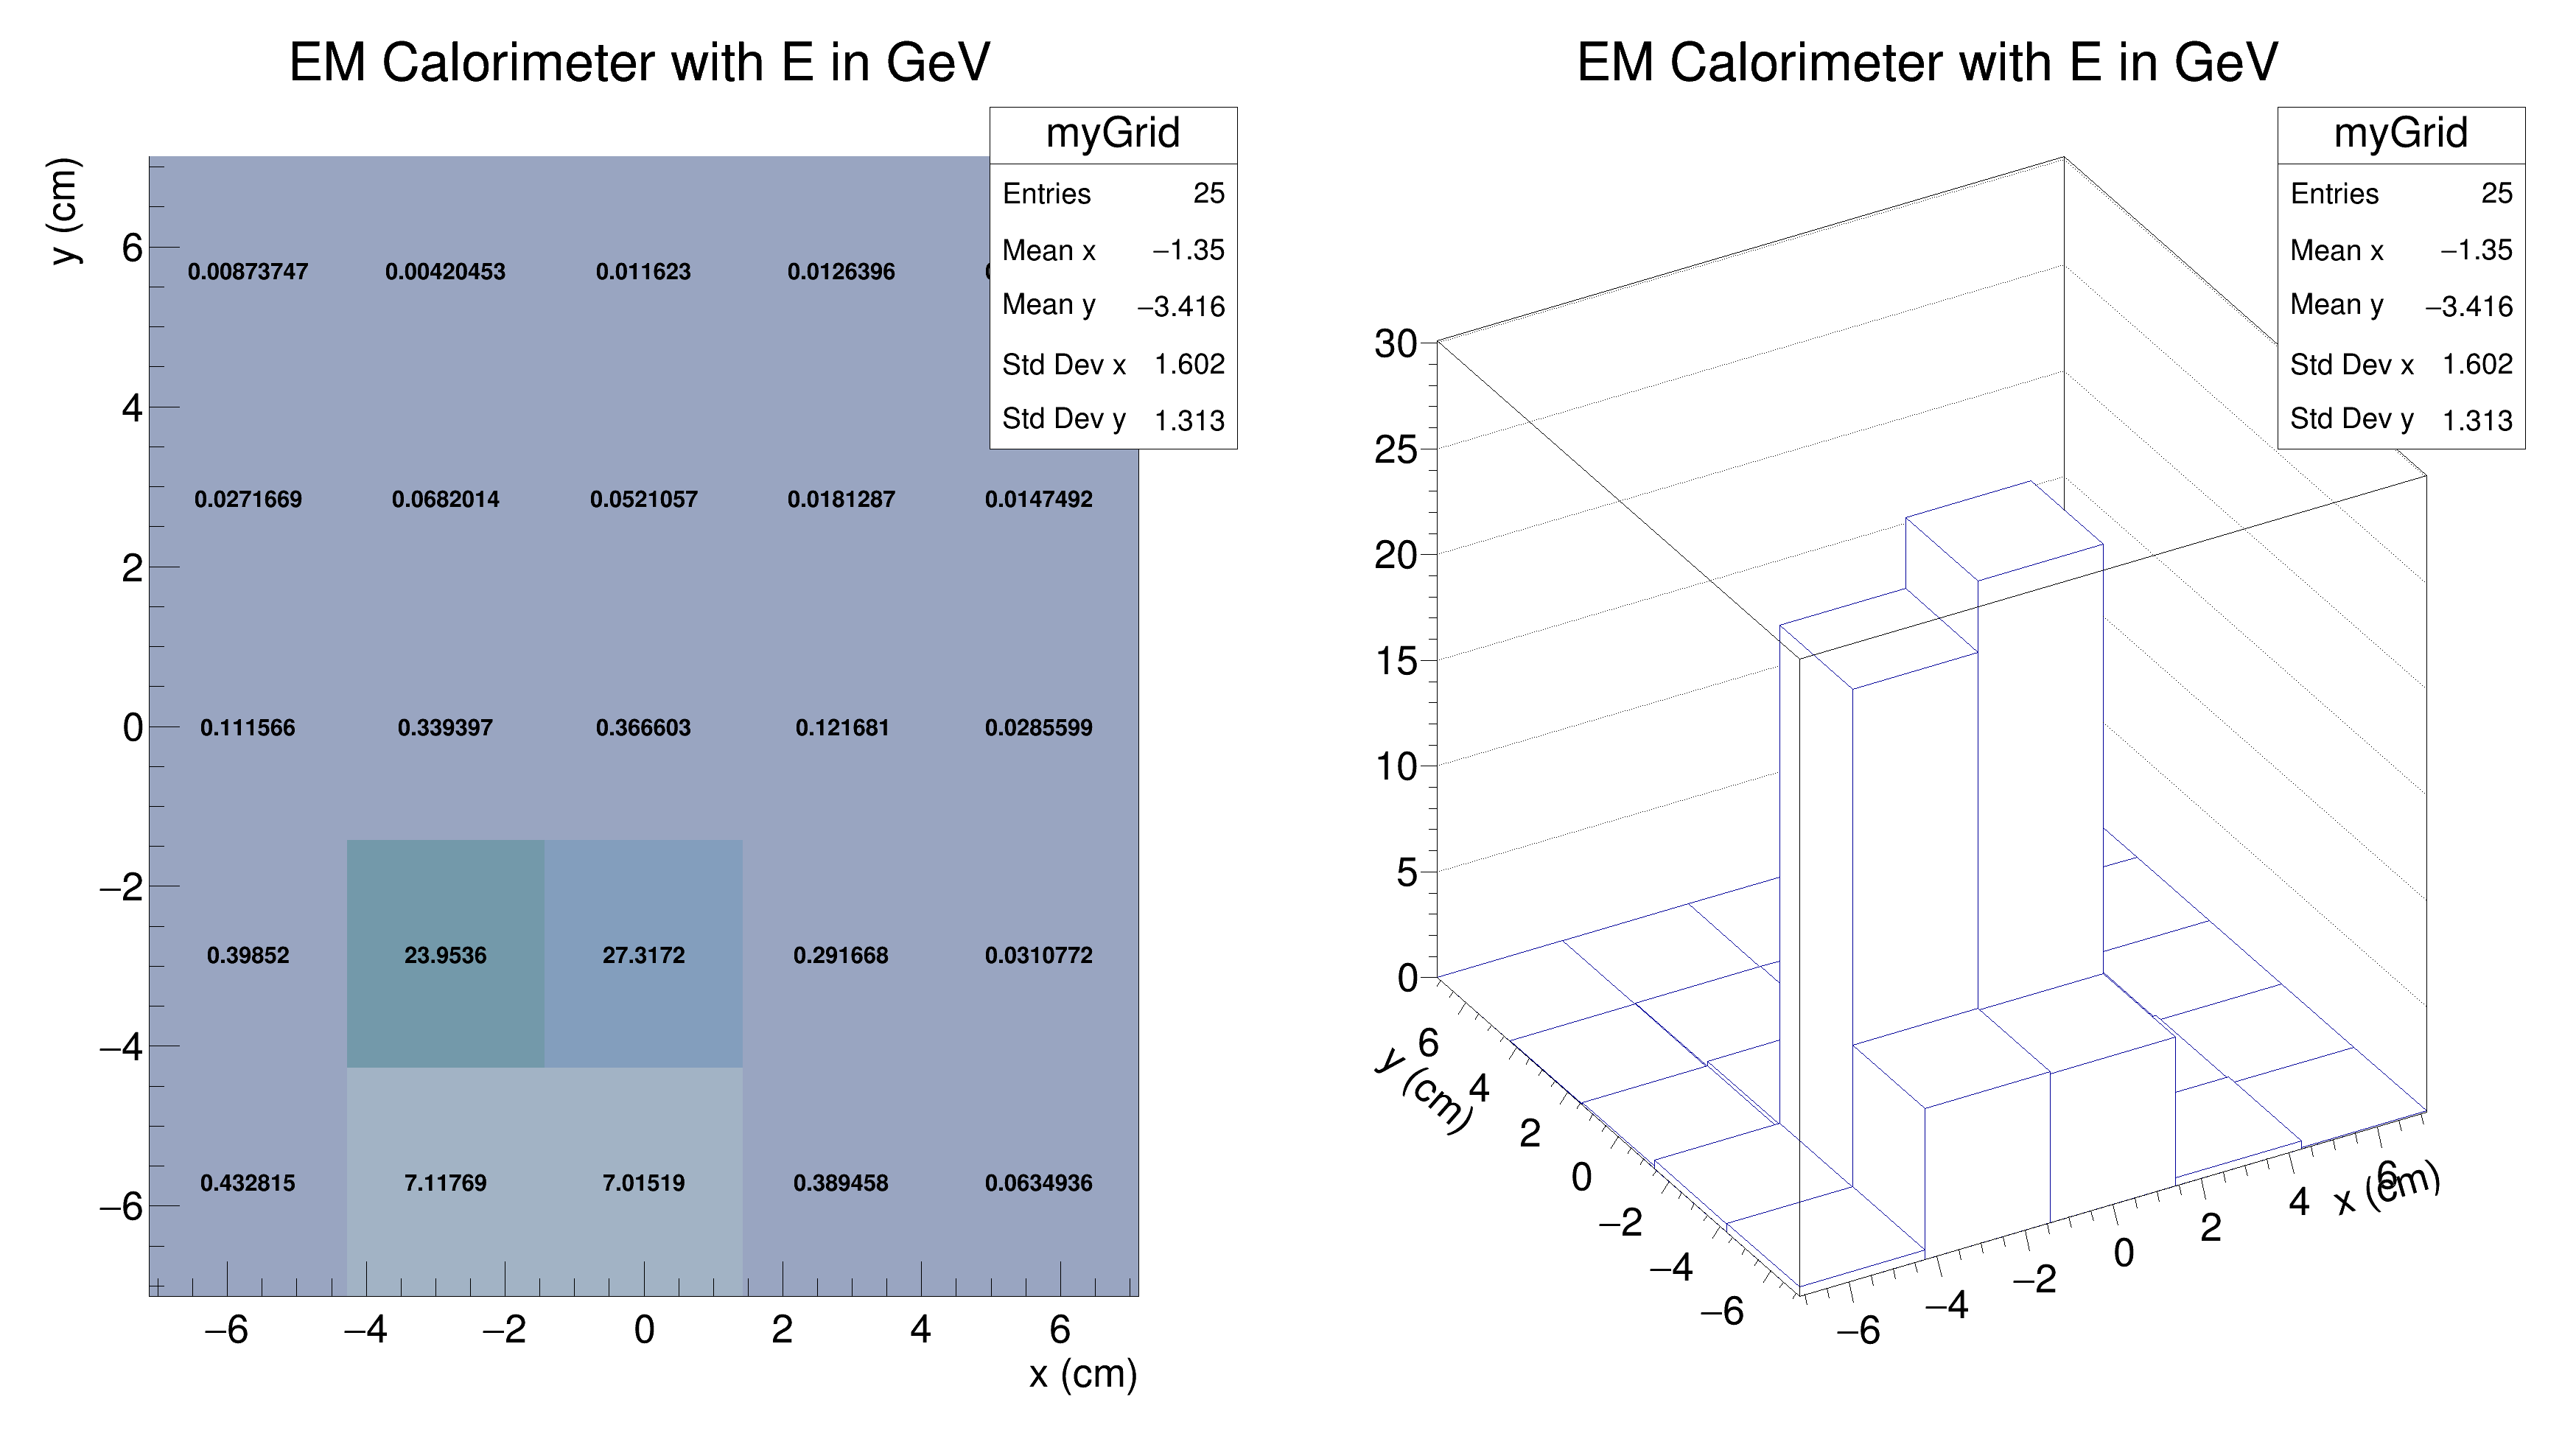 EM Calorimeter with E in GeV
myGrid
Entries 25
Mean x −1.35
Mean y −3.416
Std Dev x 1.602
Std Dev y 1.313
y (cm)
6
4
2
0
−2
−4
−6
0.00873747 0.00420453 0.011623 0.0126396
0.0271669 0.0682014 0.0521057 0.0181287 0.0147492
0.111566 0.339397 0.366603 0.121681 0.0285599
0.39852 23.9536 27.3172 0.291668 0.0310772
0.432815 7.11769 7.01519 0.389458 0.0634936
−6 −4 −2 0 2 4 6
x (cm)
EM Calorimeter with E in GeV
myGrid
Entries 25
Mean x −1.35
Mean y −3.416
Std Dev x 1.602
Std Dev y 1.313
30
25
20
15
10
5
0
y (cm)
6
4
2
0
−2
−4
−6
−6
−4
−2
0
2
4
6
x (cm)